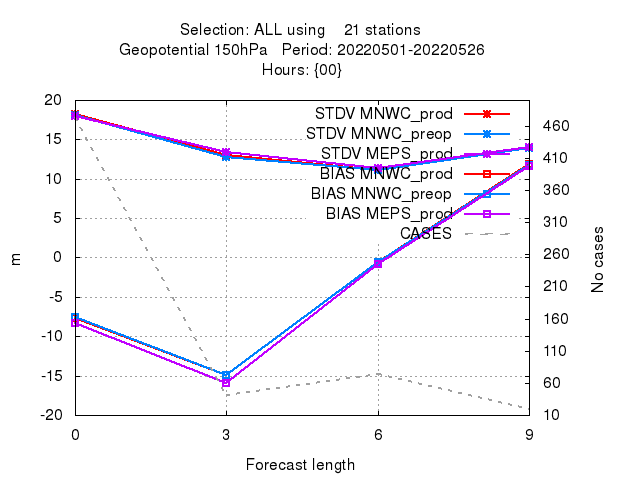 Selection: ALL using    21 stations
Geopotential 150hPa   Period: 20220501-20220526
Hours: {00}
STDV MNWC_prod
STDV MNWC_preop
STDV MEPS_prod
BIAS MNWC_prod
BIAS MNWC_preop
BIAS MEPS_prod
CASES
20
15
10
5
0
-5
-10
-15
-20
m
460
410
360
310
260
210
160
110
60
10
No cases
0
3
6
9
Forecast length